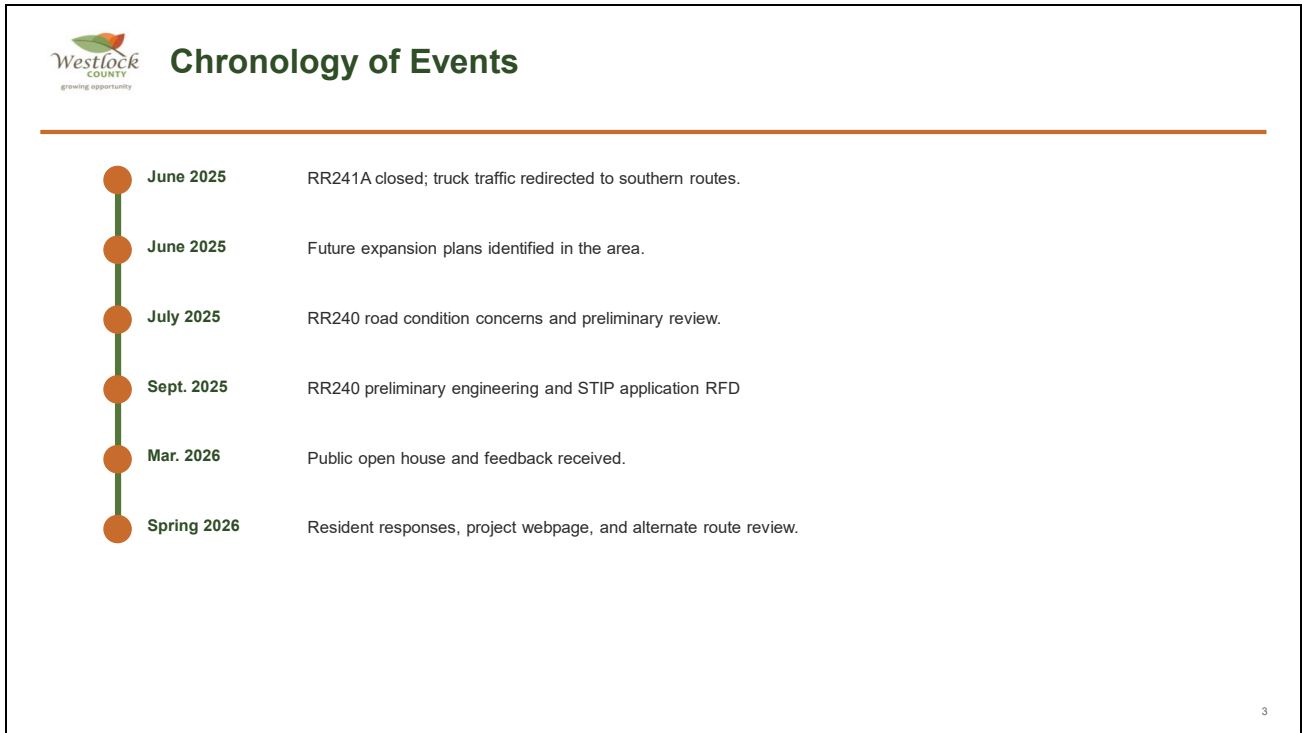 Westlock
COUNTY
growing opportunity
Chronology of Events
June 2025 RR241A closed; truck traffic redirected to southern routes.
June 2025 Future expansion plans identified in the area.
July 2025 RR240 road condition concerns and preliminary review.
Sept. 2025 RR240 preliminary engineering and STIP application RFD
Mar. 2026 Public open house and feedback received.
Spring 2026 Resident responses, project webpage, and alternate route review.
3